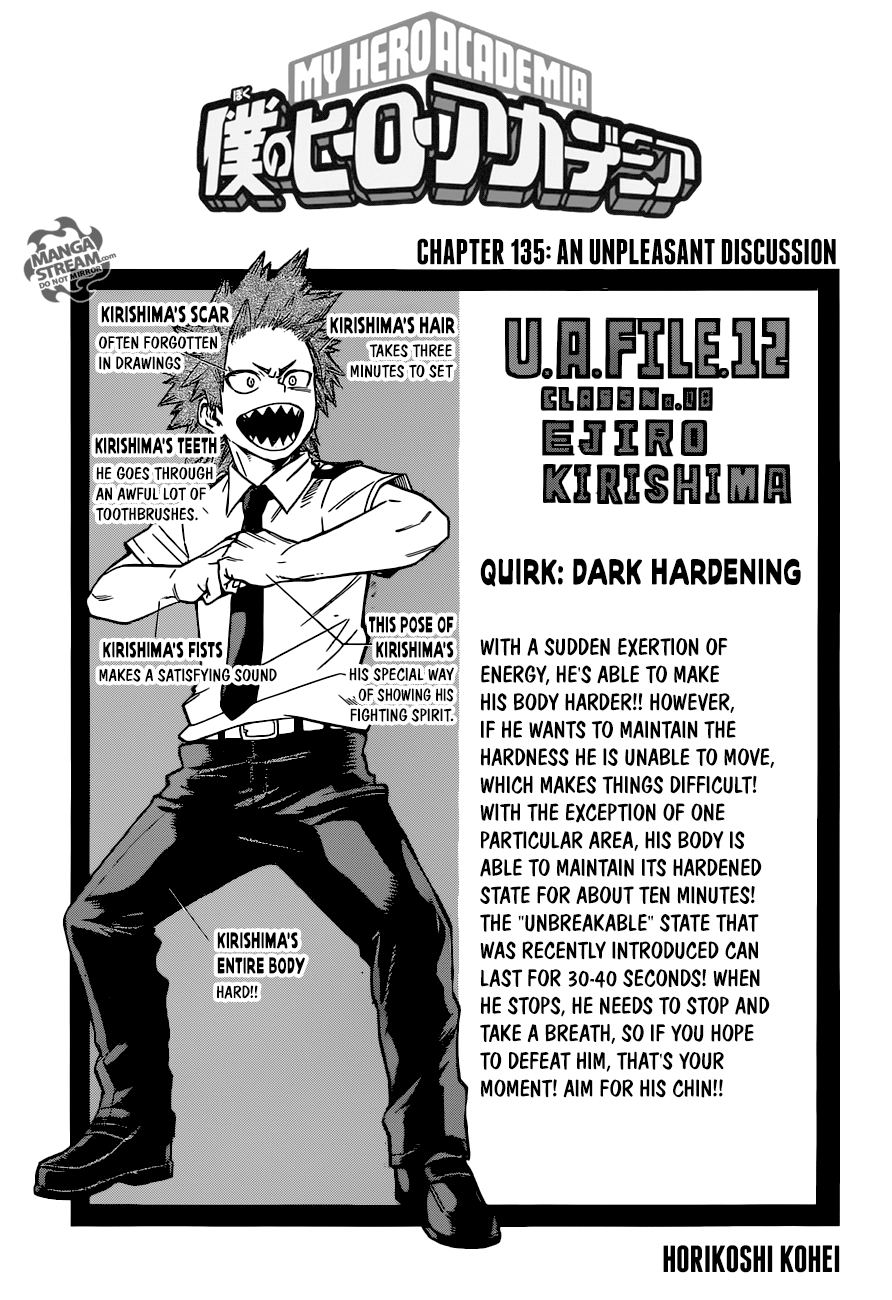 MY HERO ACADEMIA
ぼく
僕のヒーローアカデミア
MANGA
STREAM.com
DO NOT MIRROR
CHAPTER 135: AN UNPLEASANT DISCUSSION
KIRISHIMA'S SCAR
OFTEN FORGOTTEN
IN DRAWINGS
KIRISHIMA'S HAIR
TAKES THREE
MINUTES TO SET
KIRISHIMA'S TEETH
HE GOES THROUGH
AN AWFUL LOT OF
TOOTHBRUSHES.
KIRISHIMA'S FISTS
MAKES A SATISFYING SOUND
THIS POSE OF
KIRISHIMA'S
HIS SPECIAL WAY
OF SHOWING HIS
FIGHTING SPIRIT.
KIRISHIMA'S
ENTIRE BODY
HARD!!
U.A.FILE.12
CLASS No.08
EJIRO
KIRISHIMA
QUIRK: DARK HARDENING
WITH A SUDDEN EXERTION OF
ENERGY, HE'S ABLE TO MAKE
HIS BODY HARDER!! HOWEVER,
IF HE WANTS TO MAINTAIN THE
HARDNESS HE IS UNABLE TO MOVE,
WHICH MAKES THINGS DIFFICULT!
WITH THE EXCEPTION OF ONE
PARTICULAR AREA, HIS BODY IS
ABLE TO MAINTAIN ITS HARDENED
STATE FOR ABOUT TEN MINUTES!
THE "UNBREAKABLE" STATE THAT
WAS RECENTLY INTRODUCED CAN
LAST FOR 30-40 SECONDS! WHEN
HE STOPS, HE NEEDS TO STOP AND
TAKE A BREATH, SO IF YOU HOPE
TO DEFEAT HIM, THAT'S YOUR
MOMENT! AIM FOR HIS CHIN!!
HORIKOSHI KOHEI